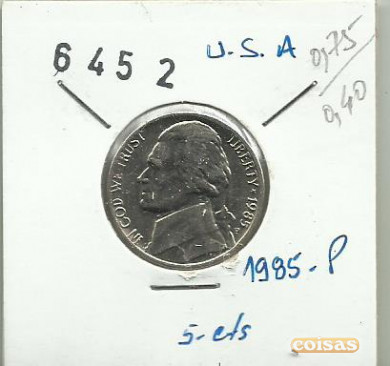 6 4 5 2
U.S.A
0,75
0,40
IN GOD WE TRUST
LIBERTY ★ 1985
1985-P
5-cts
coisas